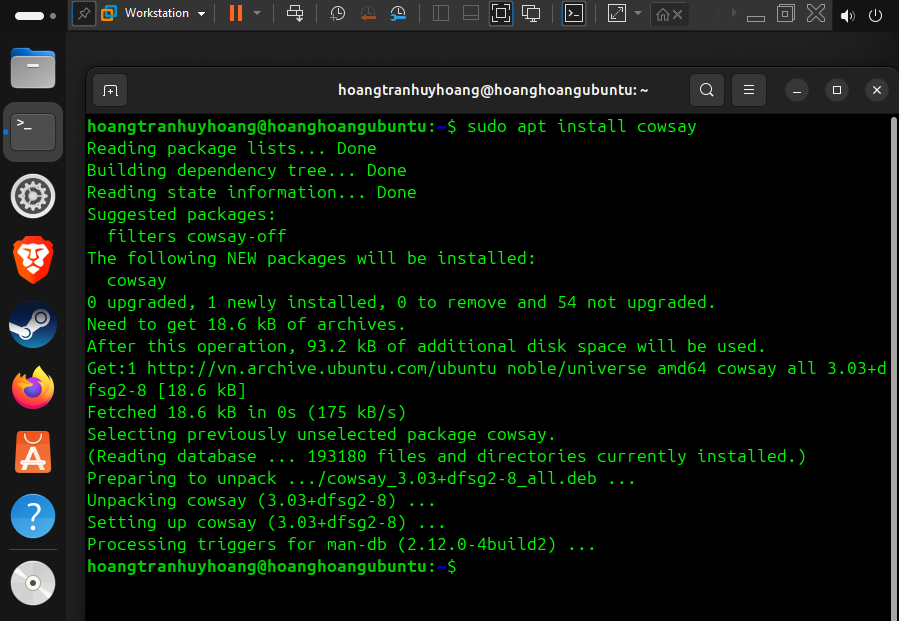 Workstation
hoangtranhuyhoang@hoanghoangubuntu: ~
hoangtranhuyhoang@hoanghoangubuntu:~$ sudo apt install cowsay
Reading package lists... Done
Building dependency tree... Done
Reading state information... Done
Suggested packages:
  filters cowsay-off
The following NEW packages will be installed:
  cowsay
0 upgraded, 1 newly installed, 0 to remove and 54 not upgraded.
Need to get 18.6 kB of archives.
After this operation, 93.2 kB of additional disk space will be used.
Get:1 http://vn.archive.ubuntu.com/ubuntu noble/universe amd64 cowsay all 3.03+d
fsg2-8 [18.6 kB]
Fetched 18.6 kB in 0s (175 kB/s)
Selecting previously unselected package cowsay.
(Reading database ... 193180 files and directories currently installed.)
Preparing to unpack .../cowsay_3.03+dfsg2-8_all.deb ...
Unpacking cowsay (3.03+dfsg2-8) ...
Setting up cowsay (3.03+dfsg2-8) ...
Processing triggers for man-db (2.12.0-4build2) ...
hoangtranhuyhoang@hoanghoangubuntu:~$